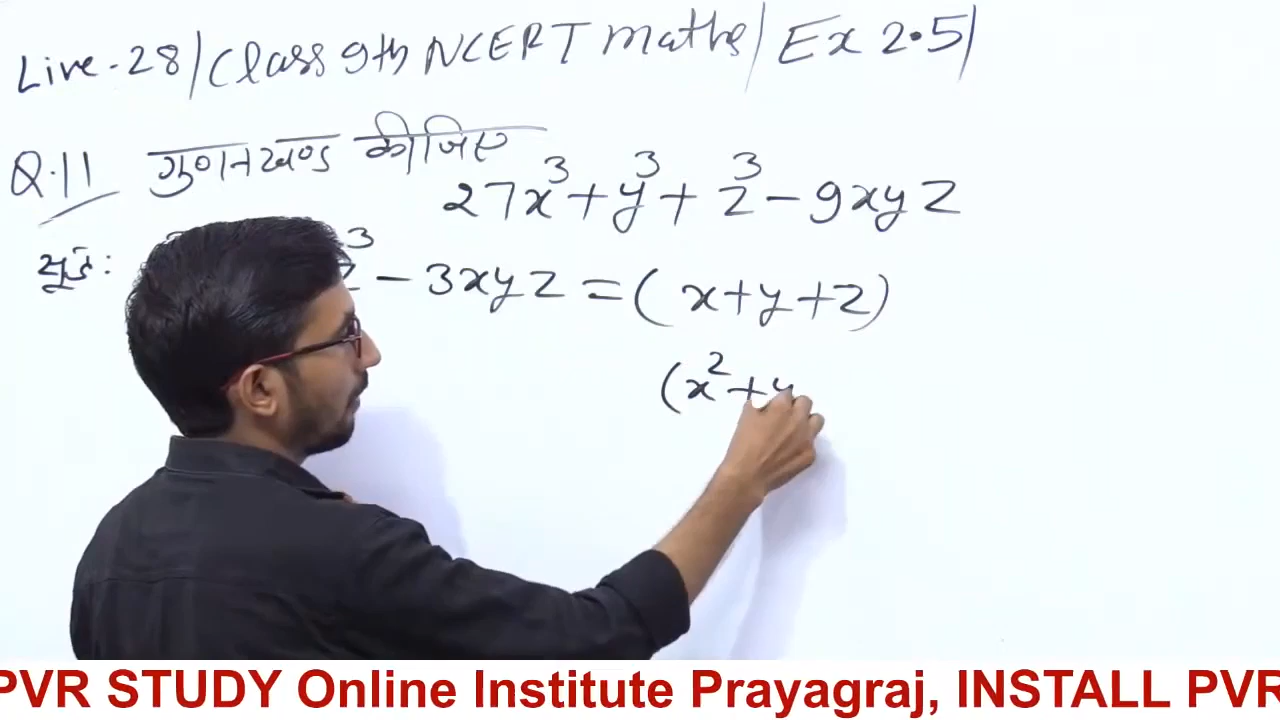 Live-28/Class 9th NCERT maths/Ex 2.5/
Q.11 गुणनखण्ड कीजिए
27x³+y³+z³-9xyz
सूत्र: z³-3xyz=(x+y+z)
(x²+y
PVR STUDY Online Institute Prayagraj, INSTALL PVR